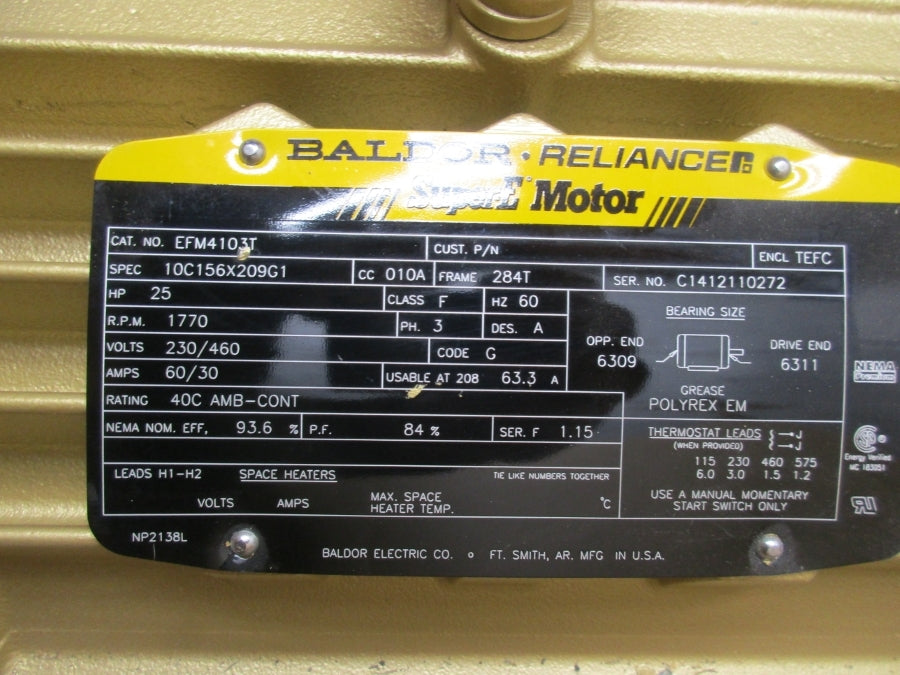 BALDOR • RELIANCE
Super-E Motor
CAT. NO. EFM4103T CUST. P/N ENCL TEFC
SPEC 10C156X209G1 CC 010A FRAME 284T SER. NO. C1412110272
HP 25 CLASS F HZ 60
R.P.M. 1770 PH. 3 DES. A
VOLTS 230/460 CODE G
AMPS 60/30 USABLE AT 208 63.3 A
RATING 40C AMB-CONT
NEMA NOM. EFF. 93.6 % P.F. 84 % SER. F 1.15
BEARING SIZE
OPP. END 6309 DRIVE END 6311
GREASE
POLYREX EM
THERMOSTAT LEADS J
(WHEN PROVIDED) J
115 230 460 575
6.0 3.0 1.5 1.2
USE A MANUAL MOMENTARY
START SWITCH ONLY
LEADS H1-H2 SPACE HEATERS TIE LIKE NUMBERS TOGETHER
VOLTS AMPS MAX. SPACE HEATER TEMP. °C
NP2138L
BALDOR ELECTRIC CO. o FT. SMITH, AR. MFG IN U.S.A.
NEMA
Premium
Energy Verified